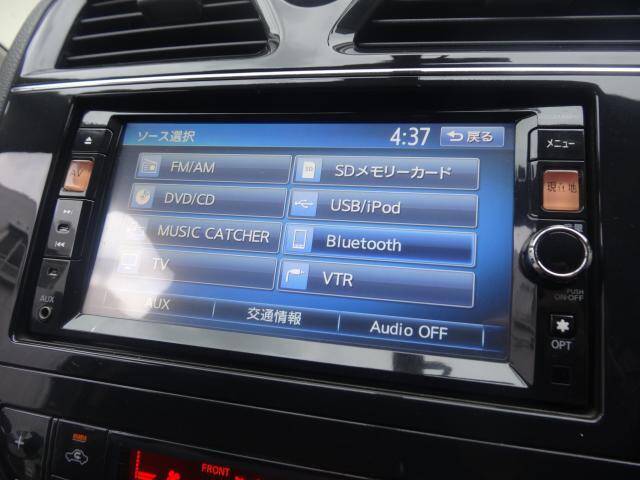 ソース選択 4:37 戻る
メニュー
AV
FM/AM SDメモリーカード
現在地
DVD/CD USB/iPod
MUSIC CATCHER Bluetooth
TV VTR
PUSH
ON·OFF
AUX
AUX 交通情報 Audio OFF
OPT
FRONT